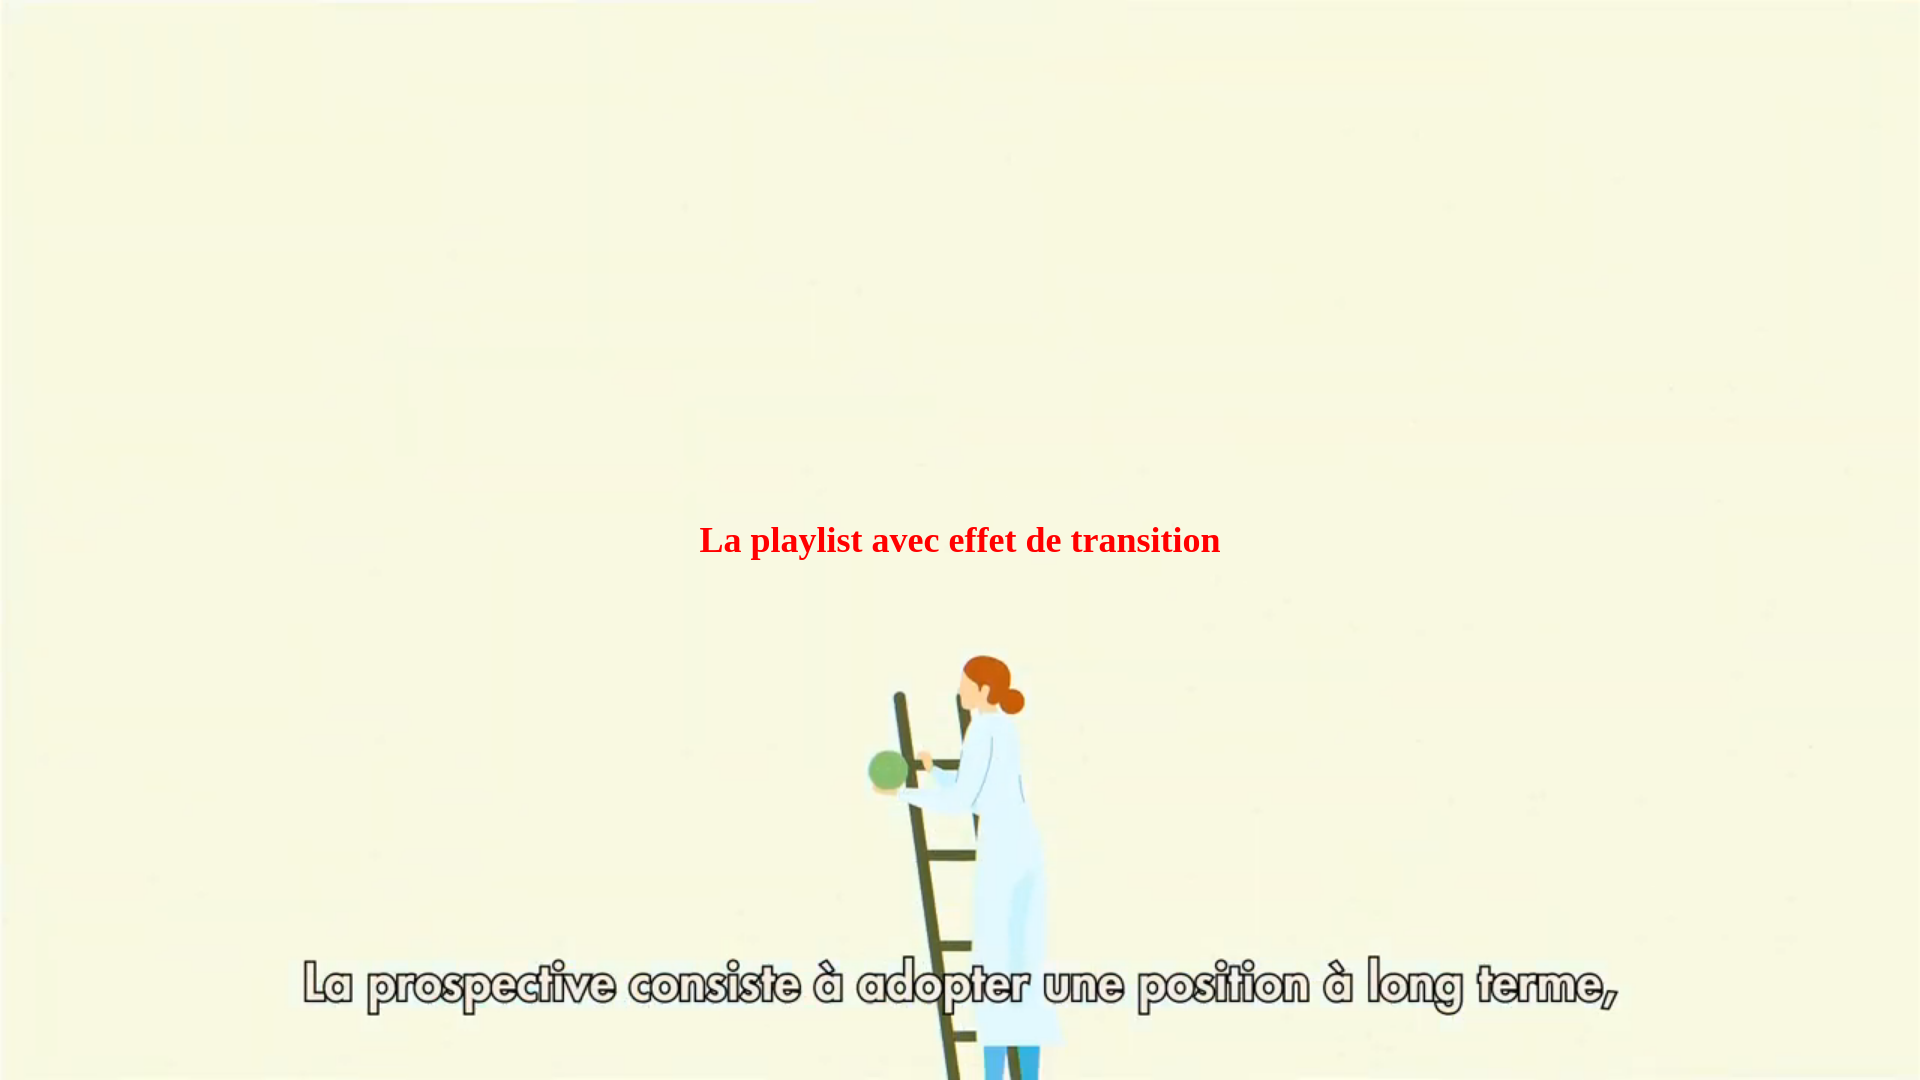 La playlist avec effet de transition
La prospective consiste à adopter une position à long terme,